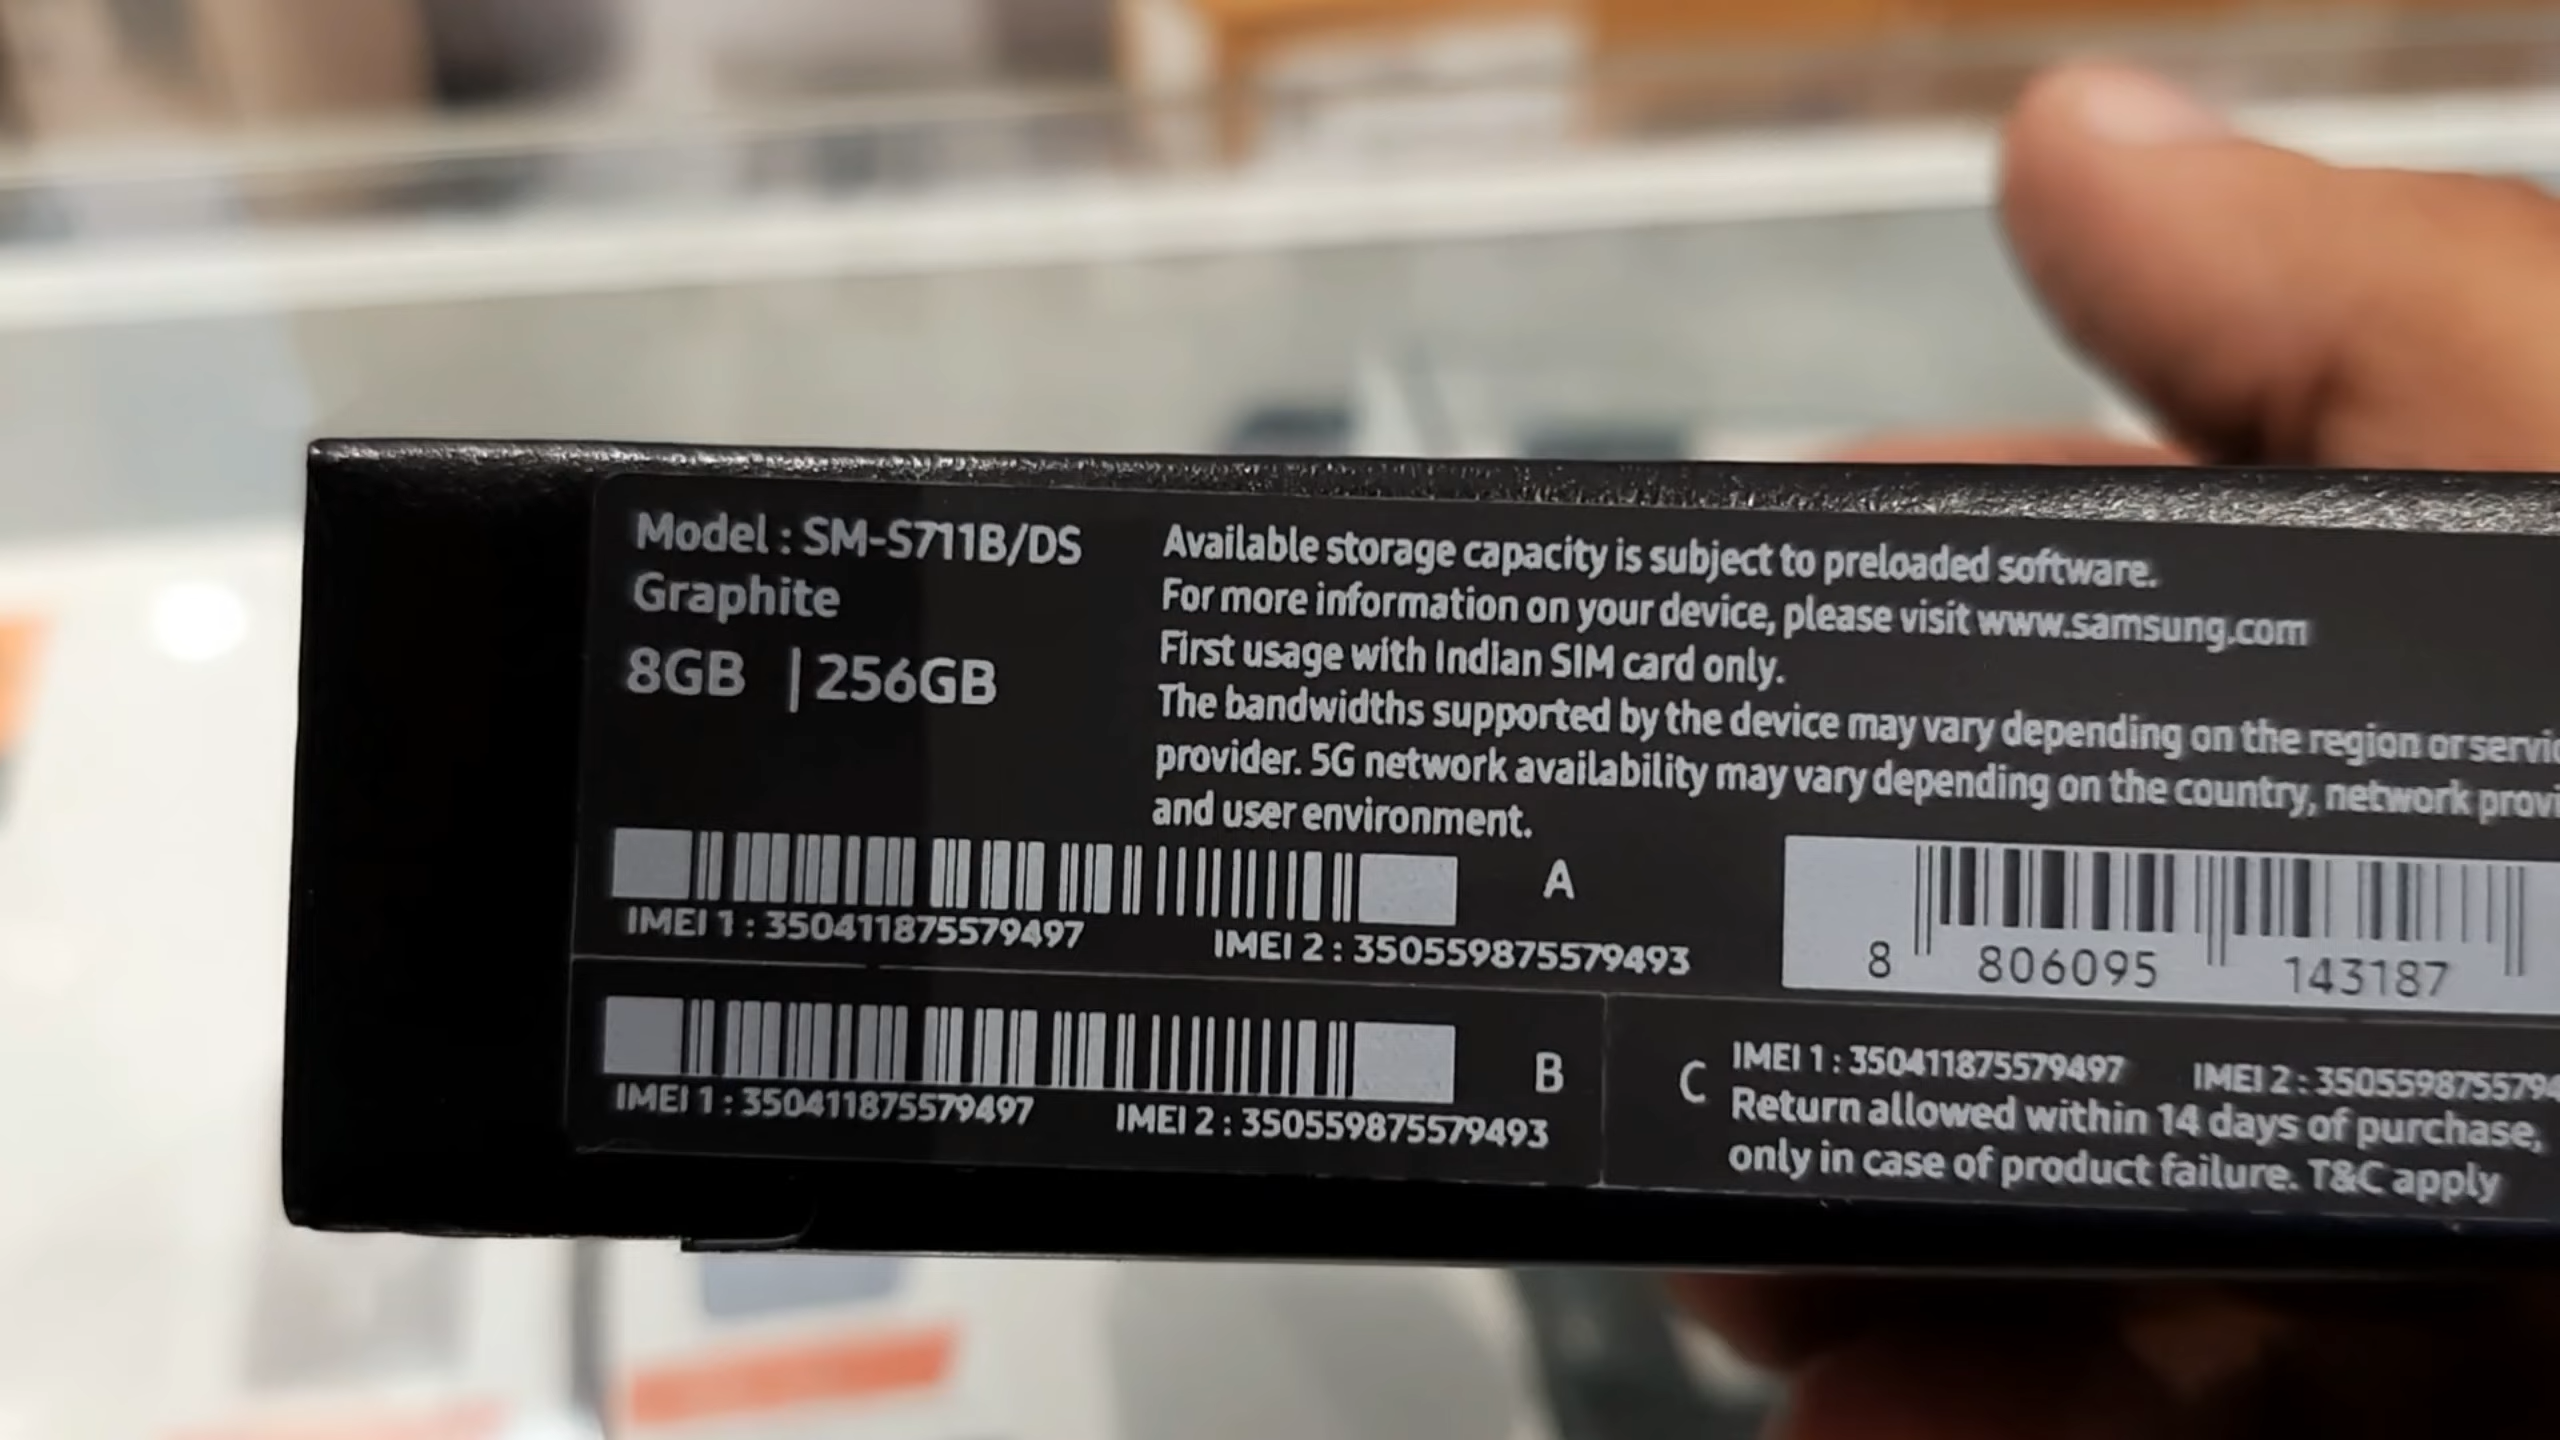 Model : SM-S711B/DS
Graphite
8GB | 256GB
Available storage capacity is subject to preloaded software.
For more information on your device, please visit www.samsung.com
First usage with Indian SIM card only.
The bandwidths supported by the device may vary depending on the region or
provider. 5G network availability may vary depending on the country, network
and user environment.
A
IMEI 1 : 350411875579497 IMEI 2 : 350559875579493
8 806095 143187
B
IMEI 1 : 350411875579497 IMEI 2 : 350559875579493
C IMEI 1 : 350411875579497 IMEI 2 :
Return allowed within 14 days of purchase,
only in case of product failure. T&C apply